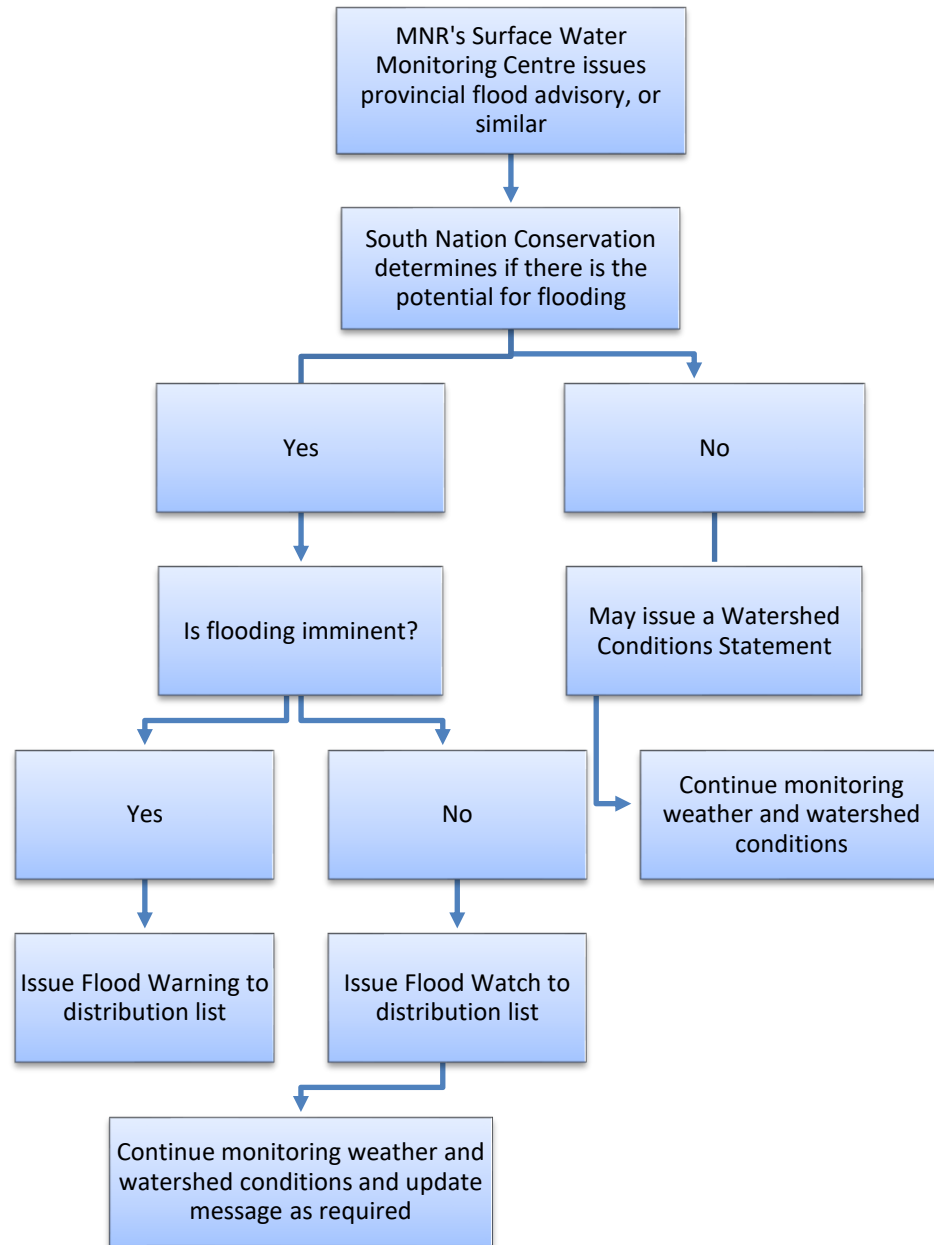 MNR's Surface Water
Monitoring Centre issues
provincial flood advisory, or
similar
South Nation Conservation
determines if there is the
potential for flooding
Yes
No
Is flooding imminent?
May issue a Watershed
Conditions Statement
Yes
No
Continue monitoring
weather and watershed
conditions
Issue Flood Warning to
distribution list
Issue Flood Watch to
distribution list
Continue monitoring weather and
watershed conditions and update
message as required